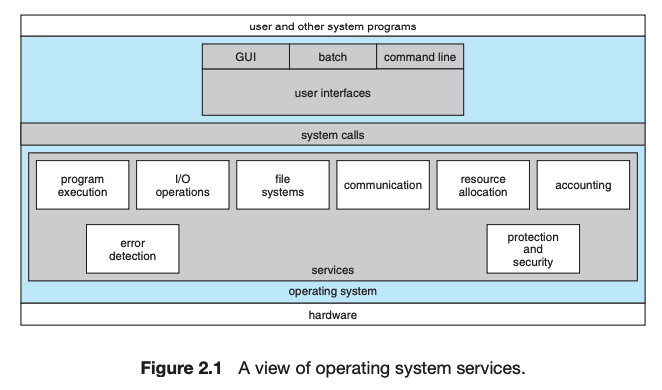 user and other system programs
GUI batch command line
user interfaces
system calls
program
execution
I/O
operations
file
systems
communication
resource
allocation
accounting
error
detection
protection
and
security
services
operating system
hardware
Figure 2.1 A view of operating system services.